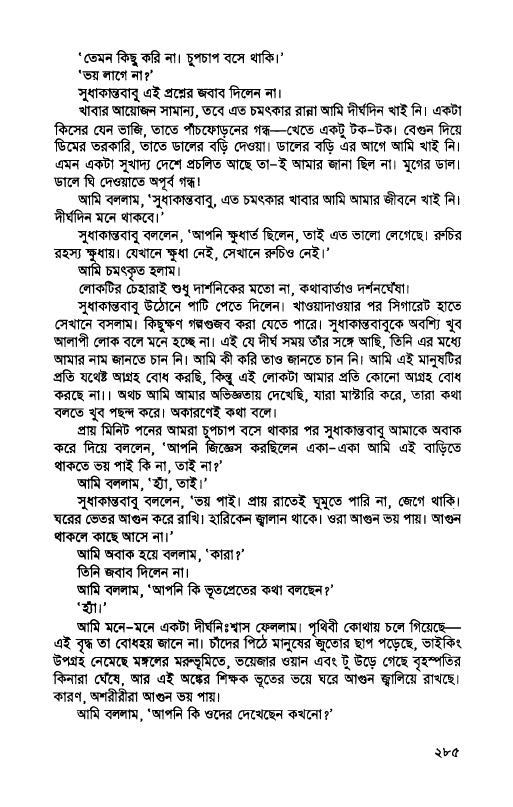 ‘তেমন কিছু করি না। চুপচাপ বসে থাকি।’
‘ভয় লাগে না?’
সুধাকান্তবাবু এই প্রশ্নের জবাব দিলেন না।
খাবার আয়োজন সামান্য, তবে এত চমৎকার রান্না আমি দীর্ঘদিন খাই নি। একটা
কিসের যেন ভাজি, তাতে পাঁচফোড়নের গন্ধ—খেতে একটু টক-টক। বেগুন দিয়ে
ডিমের তরকারি, তাতে ডালের বড়ি দেওয়া। ডালের বড়ি এর আগে আমি খাই নি।
এমন একটা সুখাদ্য দেশে প্রচলিত আছে তা-ই আমার জানা ছিল না। মুগের ডাল।
ডালে ঘি দেওয়াতে অপূর্ব গন্ধ।
আমি বললাম, ‘সুধাকান্তবাবু, এত চমৎকার খাবার আমি আমার জীবনে খাই নি।
দীর্ঘদিন মনে থাকবে।’
সুধাকান্তবাবু বললেন, ‘আপনি ক্ষুধার্ত ছিলেন, তাই এত ভালো লেগেছে। রুচির
রহস্য ক্ষুধায়। যেখানে ক্ষুধা নেই, সেখানে রুচিও নেই।’
আমি চমৎকৃত হলাম।
লোকটির চেহারাই শুধু দার্শনিকের মতো না, কথাবার্তাও দর্শনঘেঁষা।
সুধাকান্তবাবু উঠোনে পাটি পেতে দিলেন। খাওয়াদাওয়ার পর সিগারেট হাতে
সেখানে বসলাম। কিছুক্ষণ গল্পগুজব করা যেতে পারে। সুধাকান্তবাবুকে অবশ্যি খুব
আলাপী লোক বলে মনে হচ্ছে না। এই যে দীর্ঘ সময় তাঁর সঙ্গে আছি, তিনি এর মধ্যে
আমার নাম জানতে চান নি। আমি কী করি তাও জানতে চান নি। আমি এই মানুষটির
প্রতি যথেষ্ট আগ্রহ বোধ করছি, কিন্তু এই লোকটা আমার প্রতি কোনো আগ্রহ বোধ
করছে না।। অথচ আমি আমার অভিজ্ঞতায় দেখেছি, যারা মাস্টারি করে, তারা কথা
বলতে খুব পছন্দ করে। অকারণেই কথা বলে।
প্রায় মিনিট পনের আমরা চুপচাপ বসে থাকার পর সুধাকান্তবাবু আমাকে অবাক
করে দিয়ে বললেন, ‘আপনি জিজ্ঞেস করছিলেন একা-একা আমি এই বাড়িতে
থাকতে ভয় পাই কি না, তাই না?’
আমি বললাম, ‘হ্যাঁ, তাই।’
সুধাকান্তবাবু বললেন, ‘ভয় পাই। প্রায় রাতেই ঘুমুতে পারি না, জেগে থাকি।
ঘরের ভেতর আগুন করে রাখি। হারিকেন জ্বালান থাকে। ওরা আগুন ভয় পায়। আগুন
থাকলে কাছে আসে না।’
আমি অবাক হয়ে বললাম, ‘কারা?’
তিনি জবাব দিলেন না।
আমি বললাম, ‘আপনি কি ভূতপ্রেতের কথা বলছেন?’
‘হ্যাঁ।’
আমি মনে-মনে একটা দীর্ঘনিঃশ্বাস ফেললাম। পৃথিবী কোথায় চলে গিয়েছে—
এই বৃদ্ধ তা বোধহয় জানে না। চাঁদের পিঠে মানুষের জুতোর ছাপ পড়েছে, ভাইকিং
উপগ্রহ নেমেছে মঙ্গলের মরুভূমিতে, ভয়েজার ওয়ান এবং টু উড়ে গেছে বৃহস্পতির
কিনারা ঘেঁষে, আর এই অঙ্কের শিক্ষক ভূতের ভয়ে ঘরে আগুন জ্বালিয়ে রাখছে।
কারণ, অশরীরীরা আগুন ভয় পায়।
আমি বললাম, ‘আপনি কি ওদের দেখেছেন কখনো?’
২৮৫